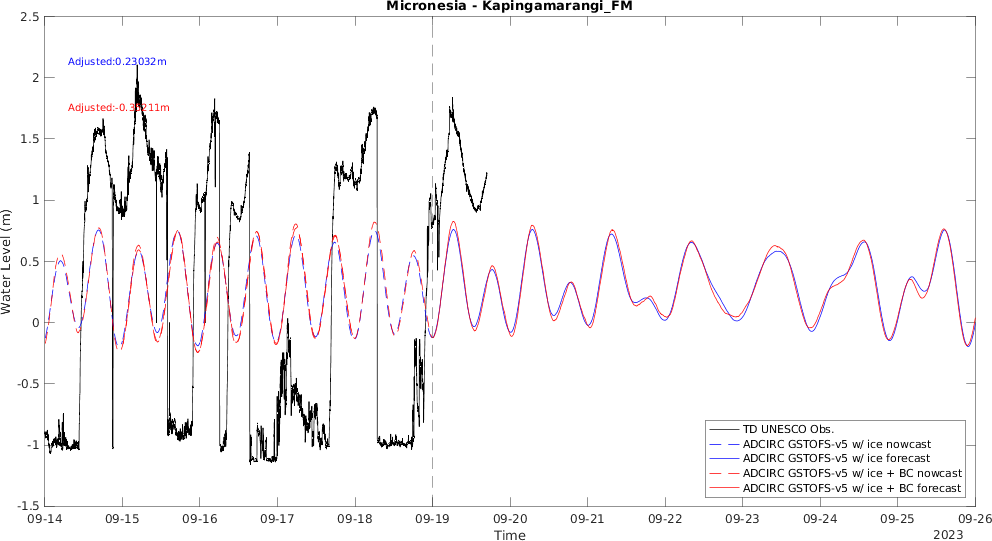 Micronesia - Kapingamarangi_FM
Water Level (m)
2.5
2
1.5
1
0.5
0
-0.5
-1
-1.5
Adjusted:0.23032m
Adjusted:-0.33211m
TD UNESCO Obs.
ADCIRC GSTOFS-v5 w/ ice nowcast
ADCIRC GSTOFS-v5 w/ ice forecast
ADCIRC GSTOFS-v5 w/ ice + BC nowcast
ADCIRC GSTOFS-v5 w/ ice + BC forecast
09-14 09-15 09-16 09-17 09-18 09-19 09-20 09-21 09-22 09-23 09-24 09-25 09-26
Time
2023